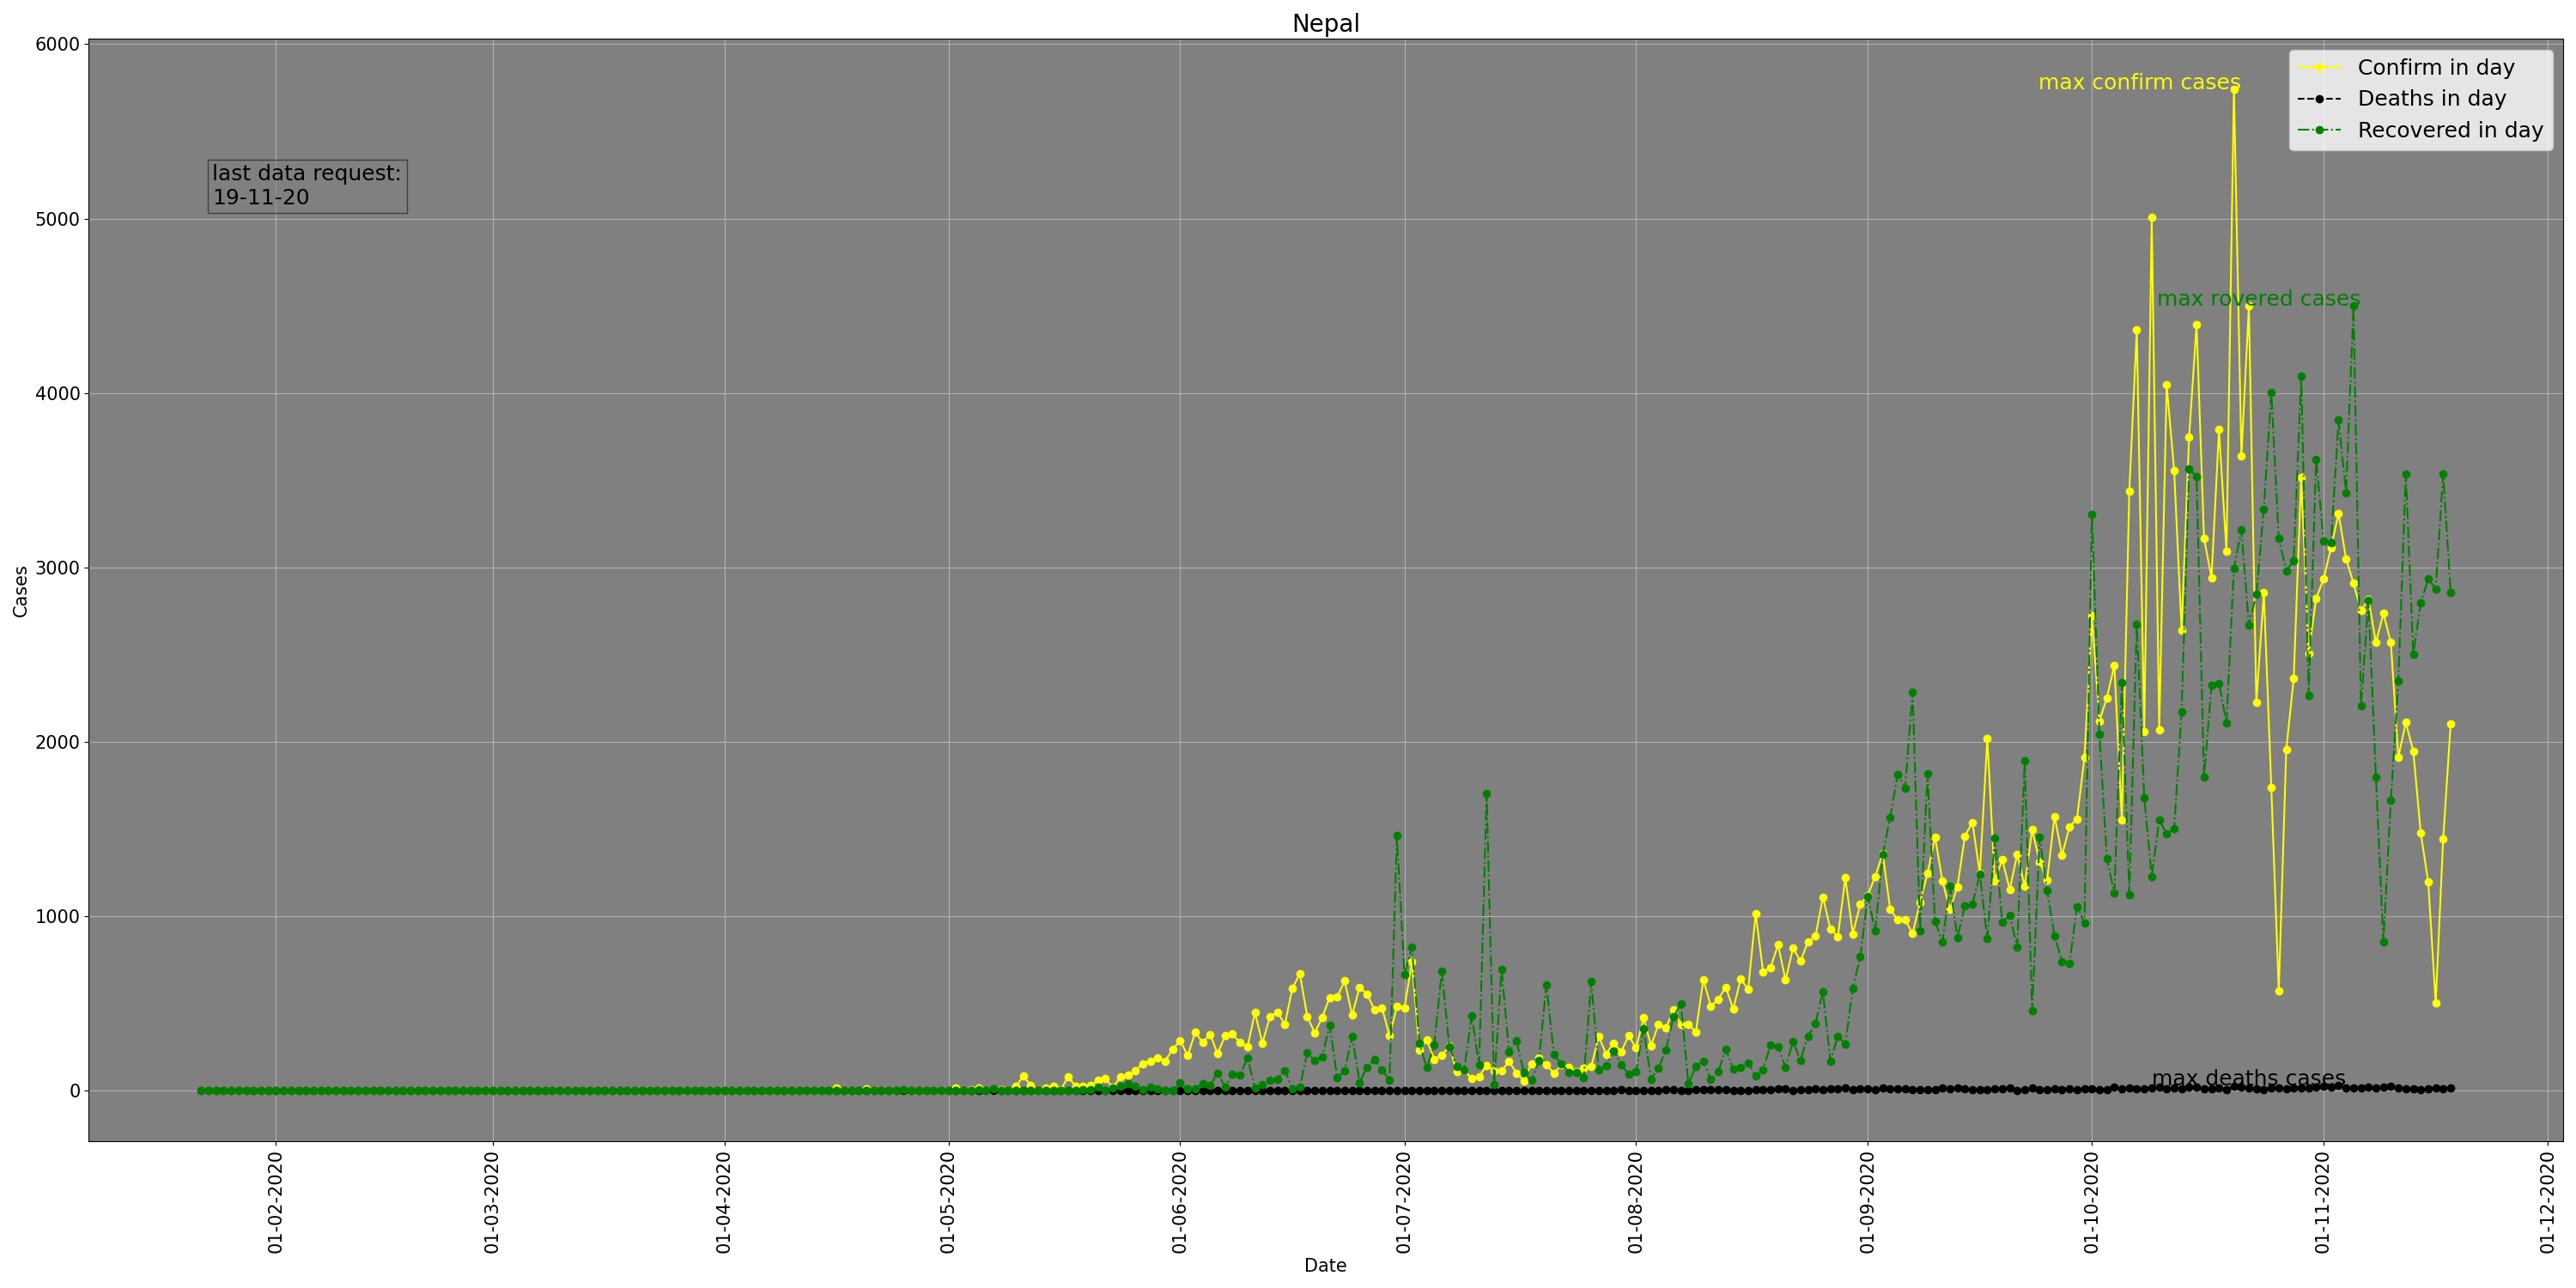 Nepal
6000
5000
4000
3000
2000
1000
0
Cases
last data request:
19-11-20
max confirm cases
max rovered cases
max deaths cases
Confirm in day
Deaths in day
Recovered in day
01-02-2020
01-03-2020
01-04-2020
01-05-2020
01-06-2020
01-07-2020
01-08-2020
01-09-2020
01-10-2020
01-11-2020
01-12-2020
Date